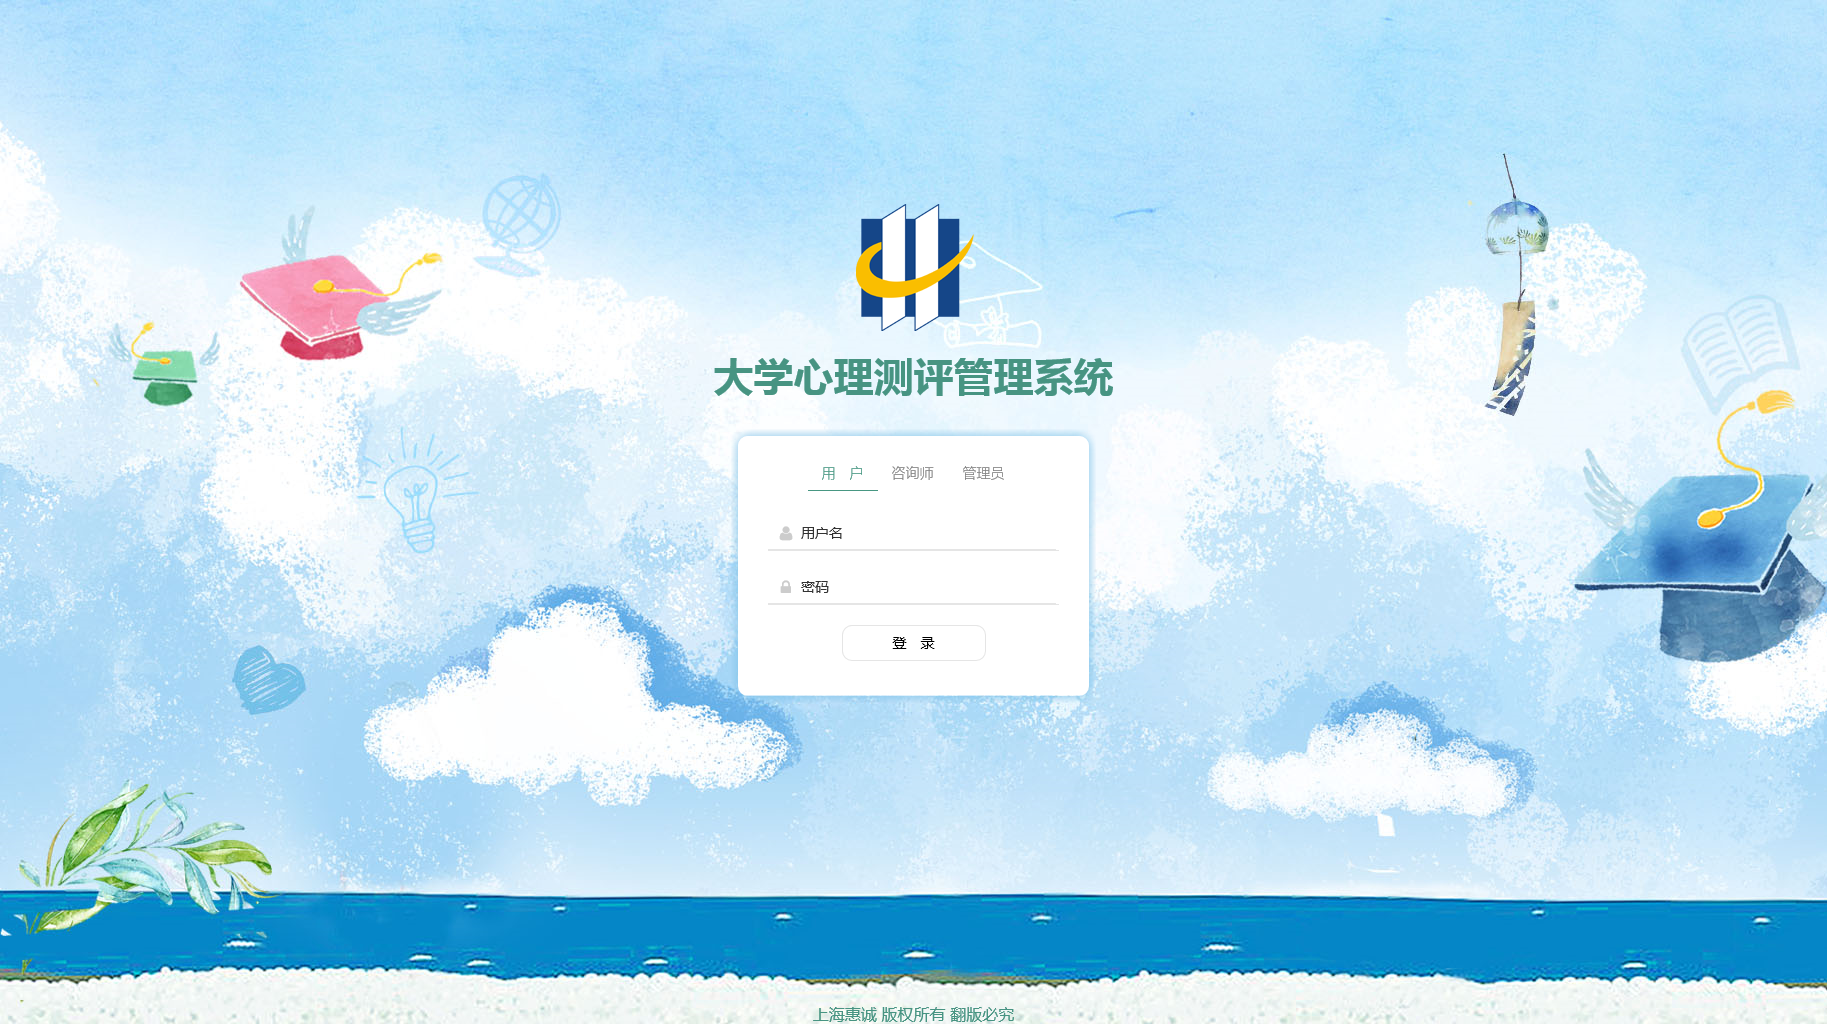 大学心理测评管理系统
用 户 咨询师 管理员
用户名
密码
登 录
上海惠诚 版权所有 翻版必究